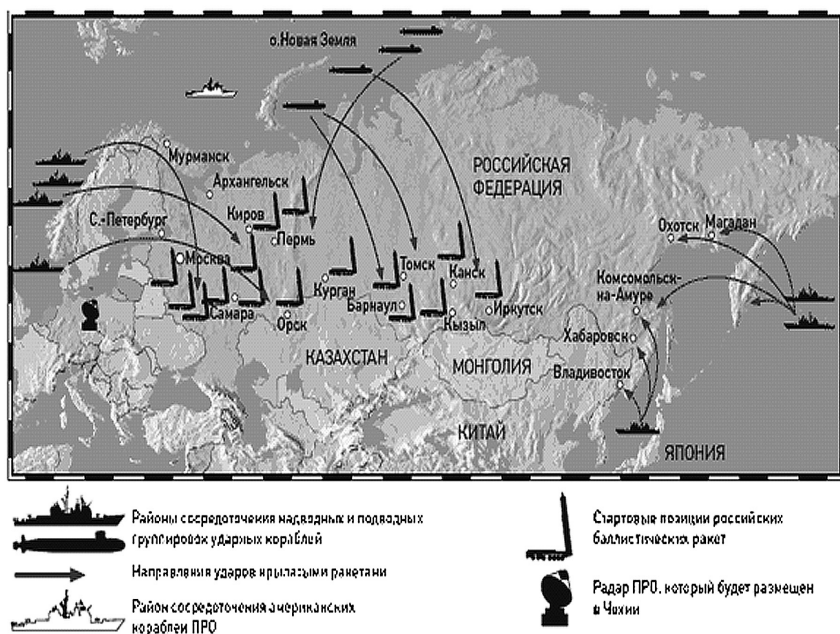 о.Новая Земля
Мурманск
Архангельск
РОССИЙСКАЯ
ФЕДЕРАЦИЯ
С.-Петербург
Киров
Пермь
Охотск
Магадан
Москва
Томск
Канск
Комсомольск-
на-Амуре
Курган
Барнаул
Иркутск
Самара
Орск
Кызыл
Хабаровск
КАЗАХСТАН
МОНГОЛИЯ
Владивосток
КИТАЙ
ЯПОНИЯ
Районы сосредоточения надводных и подводных
группировок ударных кораблей
Направления ударов крылатыми ракетами
Район сосредоточения американских
кораблей ПРО
Стартовые позиции российских
баллистических ракет
Радар ПРО, который будет размещен
в Чехии